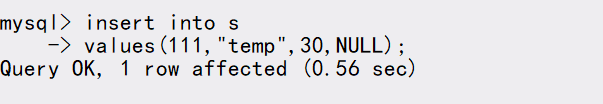 mysql> insert into s
    -> values(111,"temp",30,NULL);
Query OK, 1 row affected (0.56 sec)